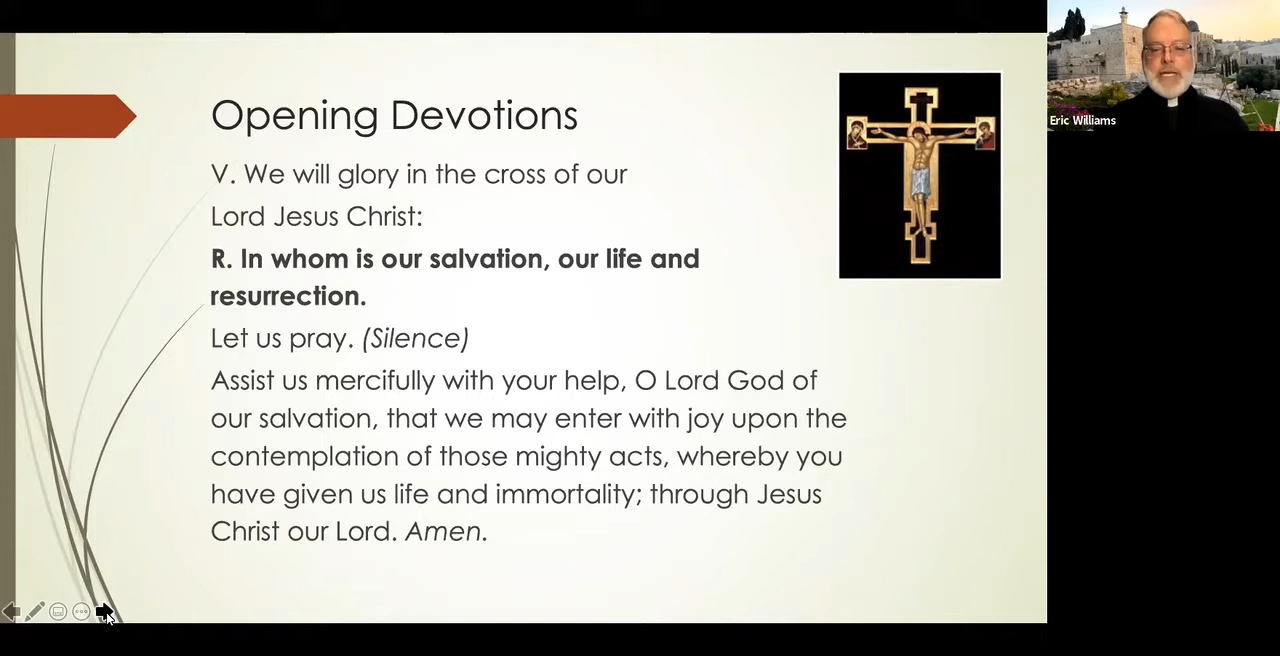 Opening Devotions
V. We will glory in the cross of our
Lord Jesus Christ:
R. In whom is our salvation, our life and
resurrection.
Let us pray. (Silence)
Assist us mercifully with your help, O Lord God of
our salvation, that we may enter with joy upon the
contemplation of those mighty acts, whereby you
have given us life and immortality; through Jesus
Christ our Lord. Amen.
Eric Williams